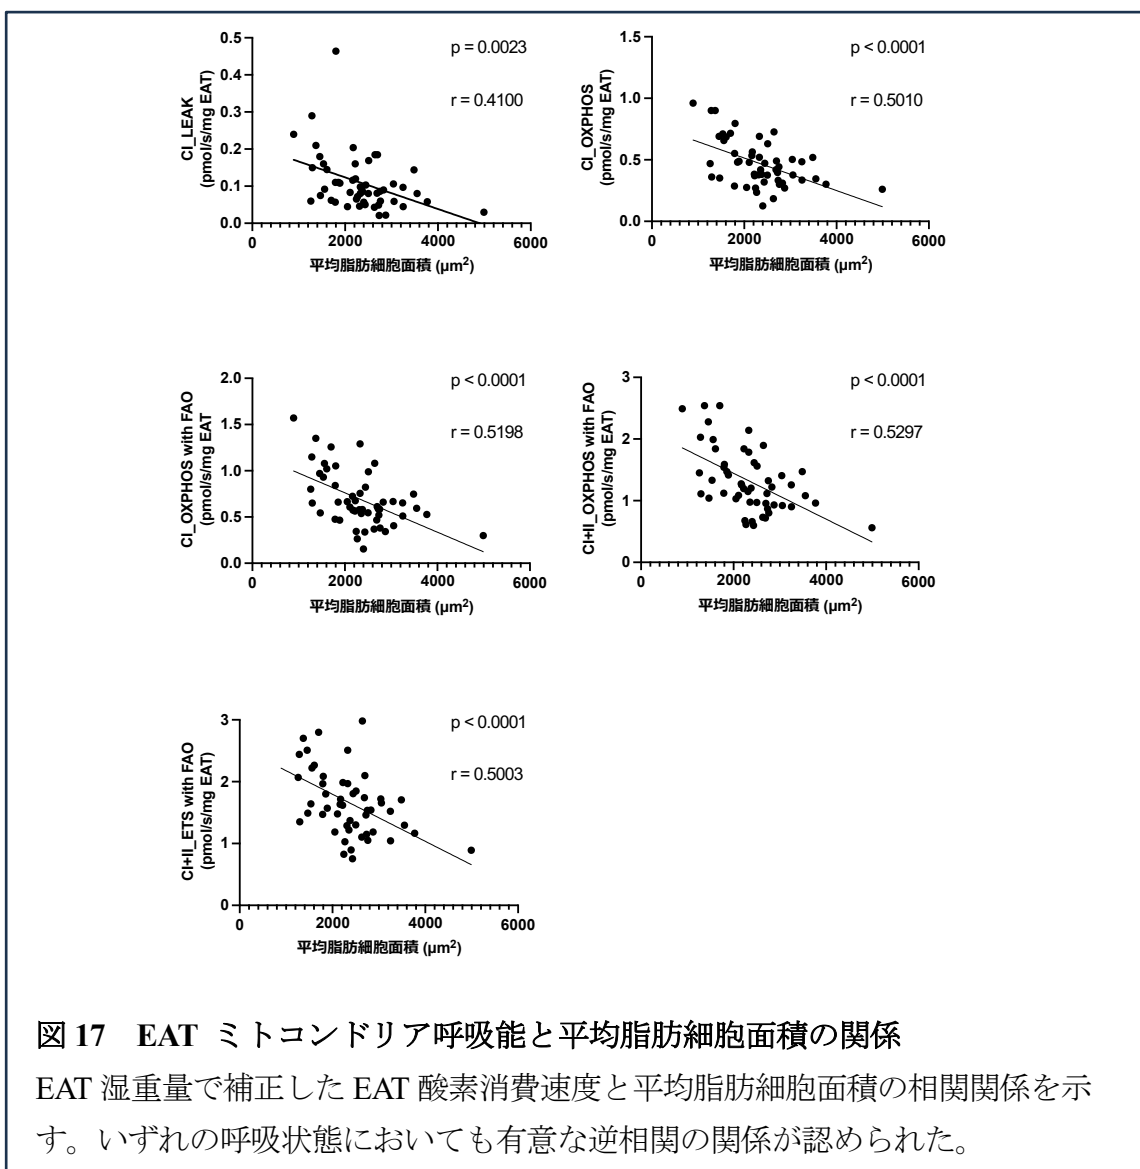 p = 0.0023
r = 0.4100
CI_LEAK
(pmol/s/mg EAT)
0.5
0.4
0.3
0.2
0.1
0.0
0 2000 4000 6000
平均脂肪細胞面積 (μm²)
p < 0.0001
r = 0.5010
CI_OXPHOS
(pmol/s/mg EAT)
1.5
1.0
0.5
0.0
0 2000 4000 6000
平均脂肪細胞面積 (μm²)
p < 0.0001
r = 0.5198
CI_OXPHOS with FAO
(pmol/s/mg EAT
2.0
1.5
1.0
0.5
0.0
0 2000 4000 6000
平均脂肪細胞面積 (μm²)
p < 0.0001
r = 0.5297
CI+II_OXPHOS with FAO
(pmol/s/mg EAT)
3
2
1
0
0 2000 4000 6000
平均脂肪細胞面積 (μm²)
p < 0.0001
r = 0.5003
CI+II_ETS with FAO
(pmol/s/mg EAT)
3
2
1
0
0 2000 4000 6000
平均脂肪細胞面積 (μm²)
図 17　EAT ミトコンドリア呼吸能と平均脂肪細胞面積の関係
EAT 湿重量で補正した EAT 酸素消費速度と平均脂肪細胞面積の相関関係を示
す。いずれの呼吸状態においても有意な逆相関の関係が認められた。